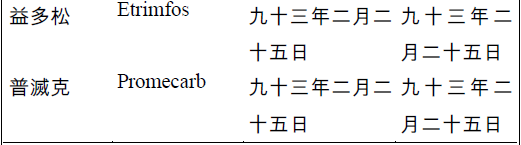 益多松 Etrimfos 九十三年二月二 九十三年二
十五日 月二十五日
普滅克 Promecarb 九十三年二月二 九十三年二
十五日 月二十五日